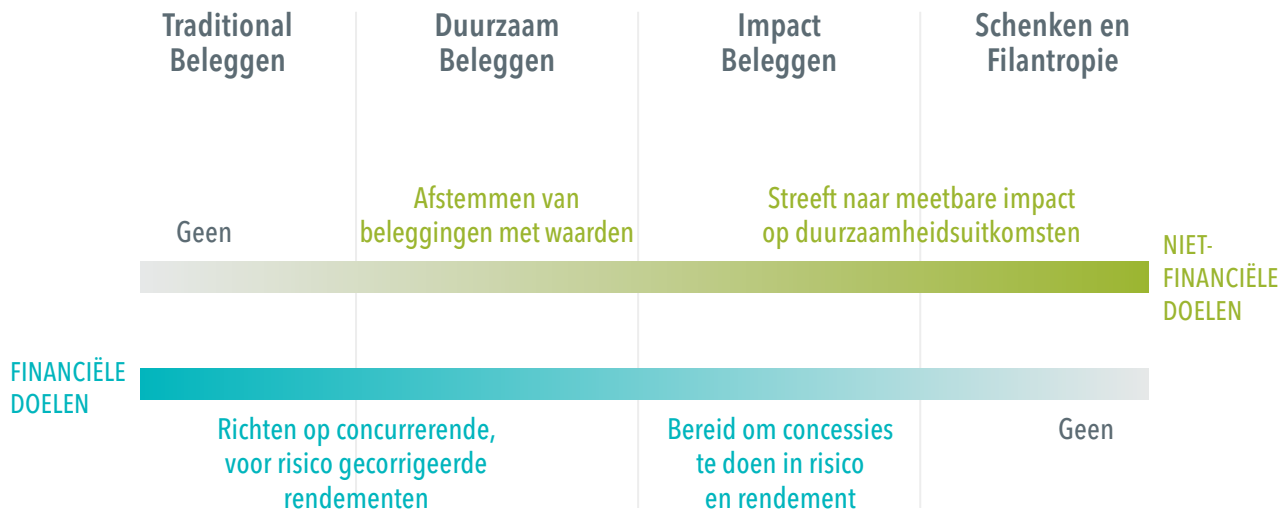 Traditional
Beleggen
Duurzaam
Beleggen
Impact
Beleggen
Schenken en
Filantropie
Geen
Afstemmen van
beleggingen met waarden
Streeft naar meetbare impact
op duurzaamheidsuitkomsten
NIET-
FINANCIËLE
DOELEN
FINANCIËLE
DOELEN
Richten op concurrerende,
voor risico gecorrigeerde
rendementen
Bereid om concessies
te doen in risico
en rendement
Geen